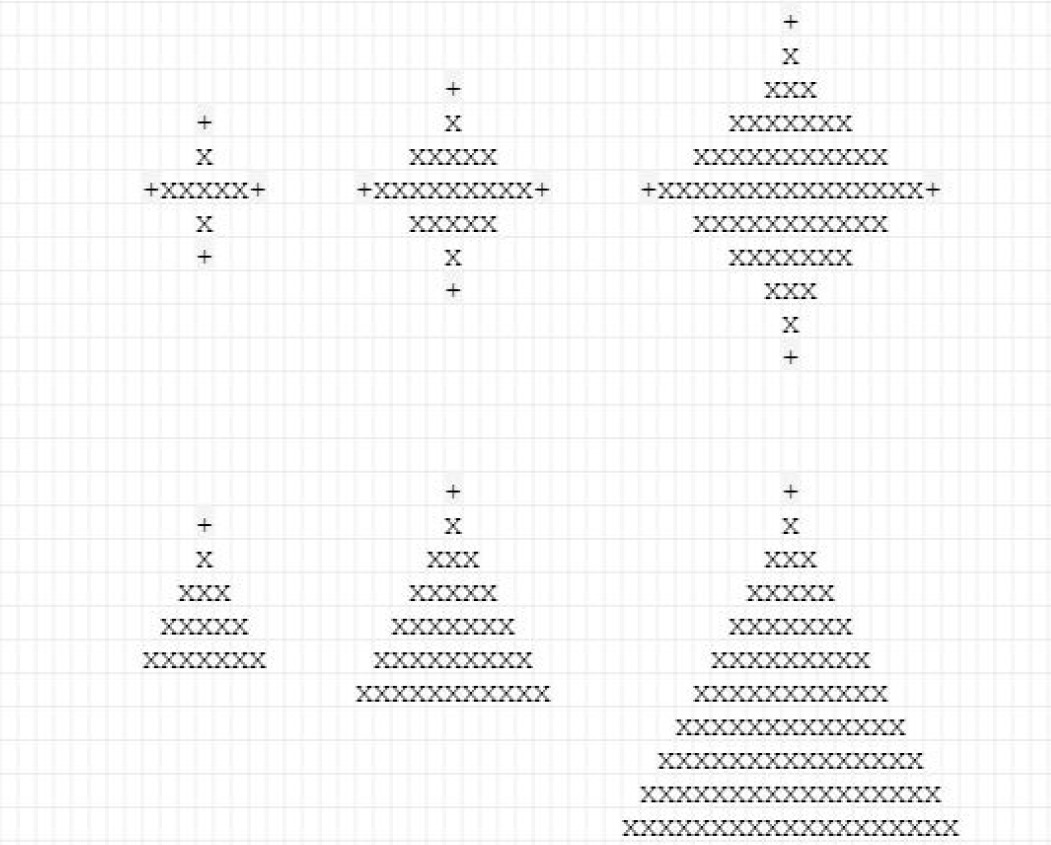 +
x
+ xxx
+ x xxxxxxx
x xxxxx xxxxxxxxxxx
+xxxxx+ +xxxxxxxxx+ +xxxxxxxxxxxxxxx+
x xxxxx xxxxxxxxxxx
+ x xxxxxxx
+ xxx
x
+
+ +
+ x x
x xxx xxx
xxx xxxxx xxxxx
xxxxx xxxxxxx xxxxxxx
xxxxxxx xxxxxxxxx xxxxxxxxx
xxxxxxxxxxx xxxxxxxxxxx
xxxxxxxxxxxxx
xxxxxxxxxxxxxxx
xxxxxxxxxxxxxxxxx
xxxxxxxxxxxxxxxxxxx